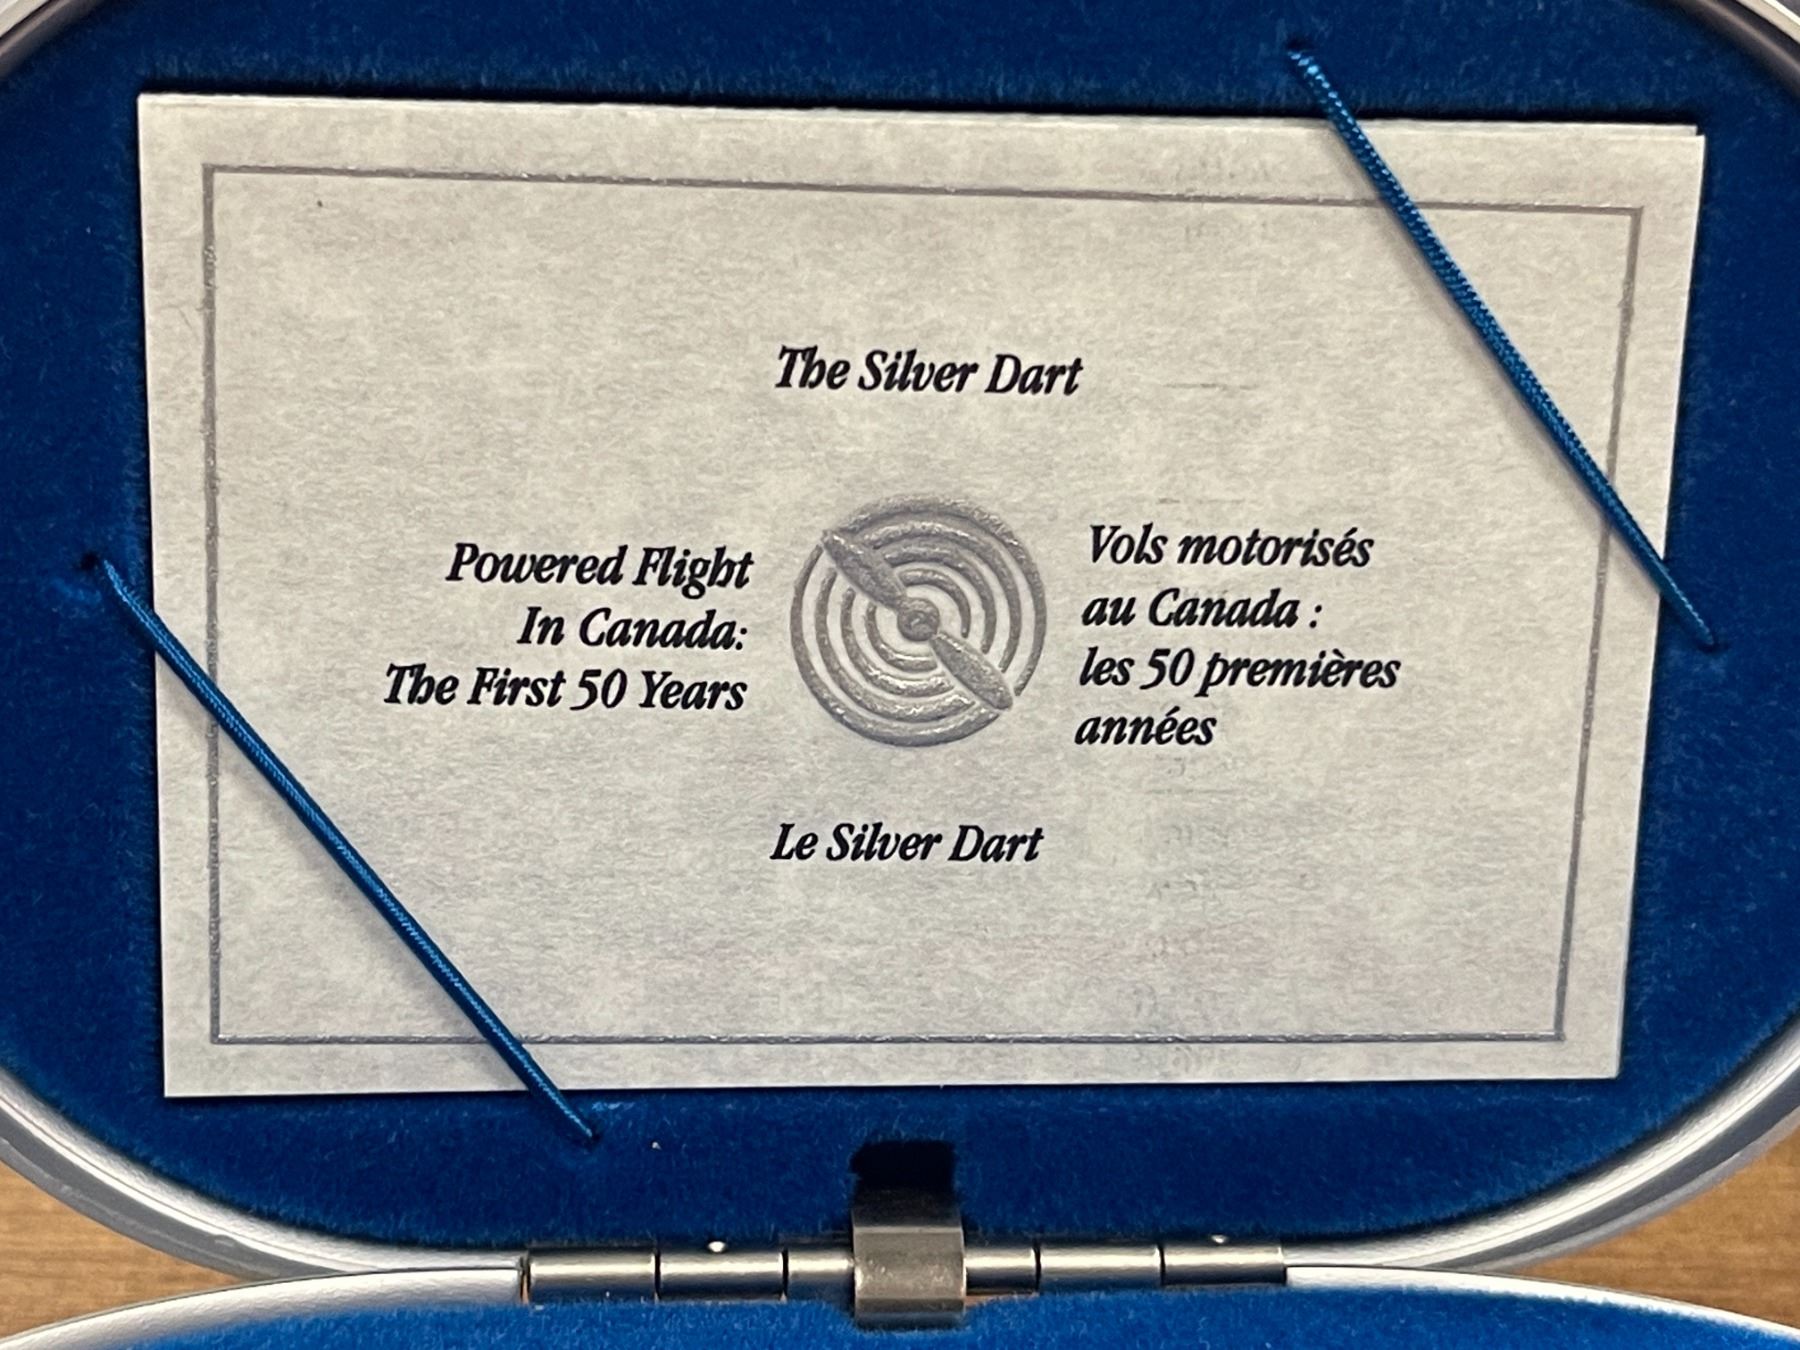 The Silver Dart
Powered Flight
In Canada:
The First 50 Years
Vols motorisés
au Canada :
les 50 premières
années
Le Silver Dart